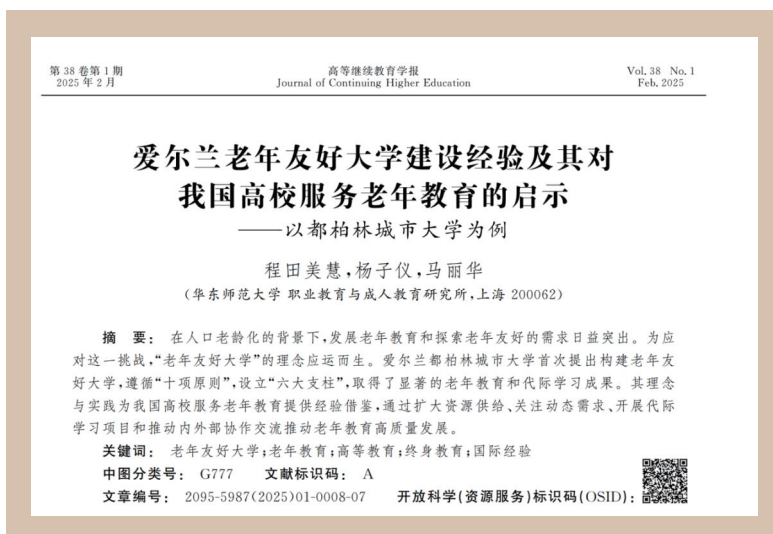 第38卷第1期 高等继续教育学报 Vol.38 No.1
2025年2月 Journal of Continuing Higher Education Feb.2025
爱尔兰老年友好大学建设经验及其对
我国高校服务老年教育的启示
——以都柏林城市大学为例
程田美慧,杨子仪,马丽华
(华东师范大学 职业教育与成人教育研究所,上海 200062)
摘 要: 在人口老龄化的背景下,发展老年教育和探索老年友好的需求日益突出。为应
对这一挑战,“老年友好大学”的理念应运而生。爱尔兰都柏林城市大学首次提出构建老年友
好大学,遵循“十项原则”,设立“六大支柱”,取得了显著的老年教育和代际学习成果。其理念
与实践为我国高校服务老年教育提供经验借鉴,通过扩大资源供给、关注动态需求、开展代际
学习项目和推动内外部协作交流推动老年教育高质量发展。
关键词: 老年友好大学;老年教育;高等教育;终身教育;国际经验
中图分类号: G777 文献标识码: A
文章编号: 2095-5987(2025)01-0008-07 开放科学(资源服务)标识码(OSID):